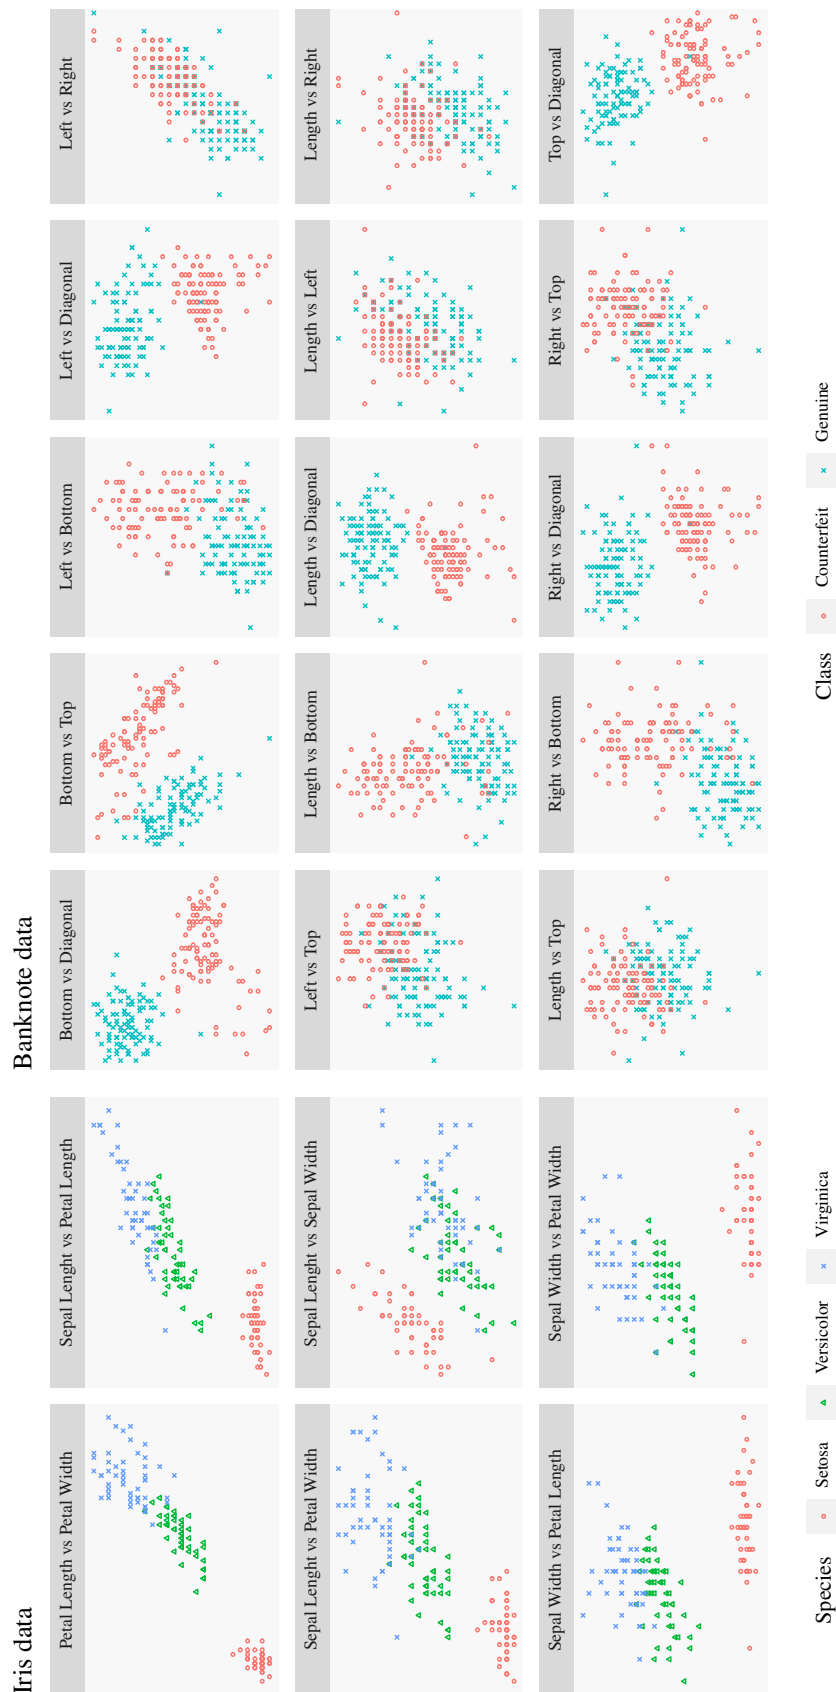 Iris data
Petal Length vs Petal Width
Sepal Lenght vs Petal Length
Sepal Lenght vs Petal Width
Sepal Lenght vs Sepal Width
Sepal Width vs Petal Length
Sepal Width vs Petal Width
Species Setosa Versicolor Virginica
Banknote data
Bottom vs Diagonal
Bottom vs Top
Left vs Bottom
Left vs Diagonal
Left vs Right
Left vs Top
Length vs Bottom
Length vs Diagonal
Length vs Left
Length vs Right
Length vs Top
Right vs Bottom
Right vs Diagonal
Right vs Top
Top vs Diagonal
Class Counterfeit Genuine